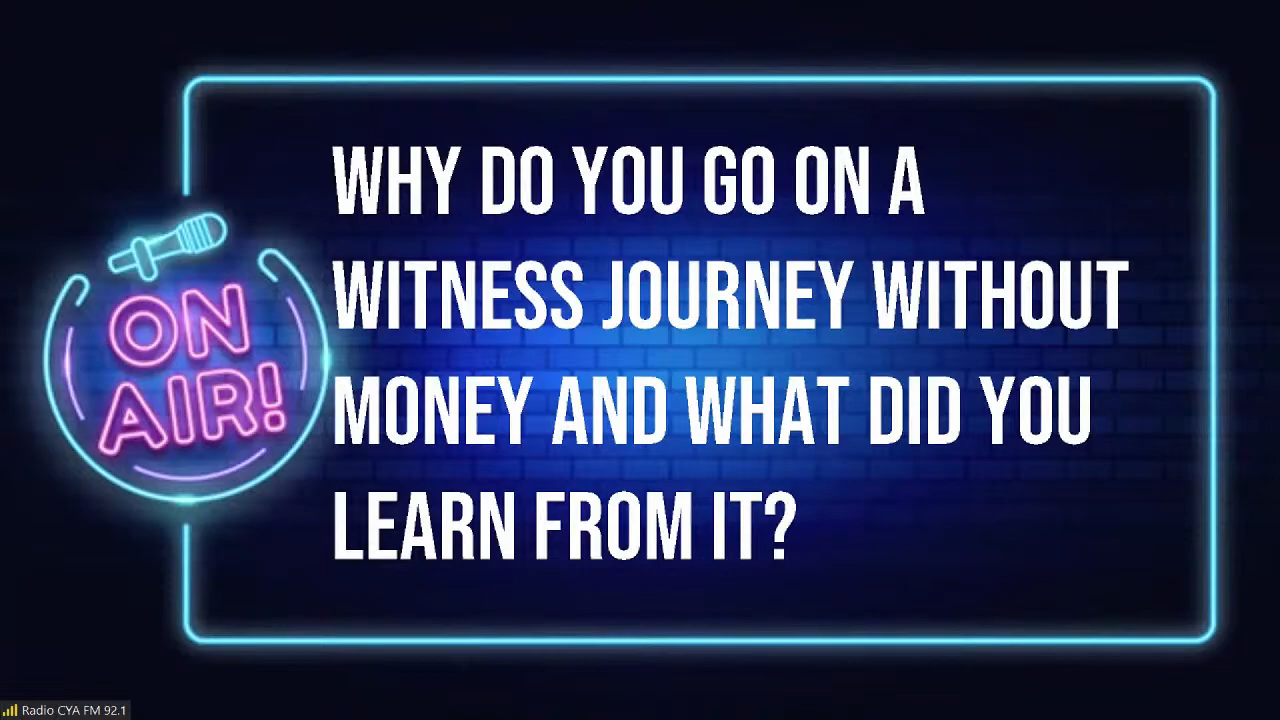 WHY DO YOU GO ON A
WITNESS JOURNEY WITHOUT
MONEY AND WHAT DID YOU
LEARN FROM IT?
ON
AIR!
Radio CYA FM 92.1